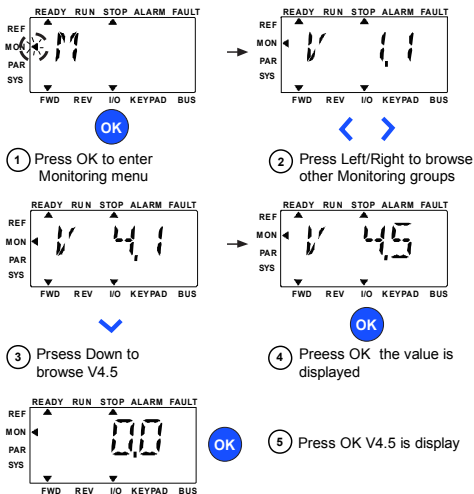 READY RUN STOP ALARM FAULT
REF
MON
PAR
SYS
M
FWD REV I/O KEYPAD BUS
OK
1 Press OK to enter
Monitoring menu
READY RUN STOP ALARM FAULT
REF
MON
PAR
SYS
V 1.1
FWD REV I/O KEYPAD BUS
2 Press Left/Right to browse
other Monitoring groups
READY RUN STOP ALARM FAULT
REF
MON
PAR
SYS
V 4.1
FWD REV I/O KEYPAD BUS
3 Prsess Down to
browse V4.5
READY RUN STOP ALARM FAULT
REF
MON
PAR
SYS
V 4.5
FWD REV I/O KEYPAD BUS
OK
4 Preess OK the value is
displayed
READY RUN STOP ALARM FAULT
REF
MON
PAR
SYS
0.0
FWD REV I/O KEYPAD BUS
OK
5 Press OK V4.5 is display